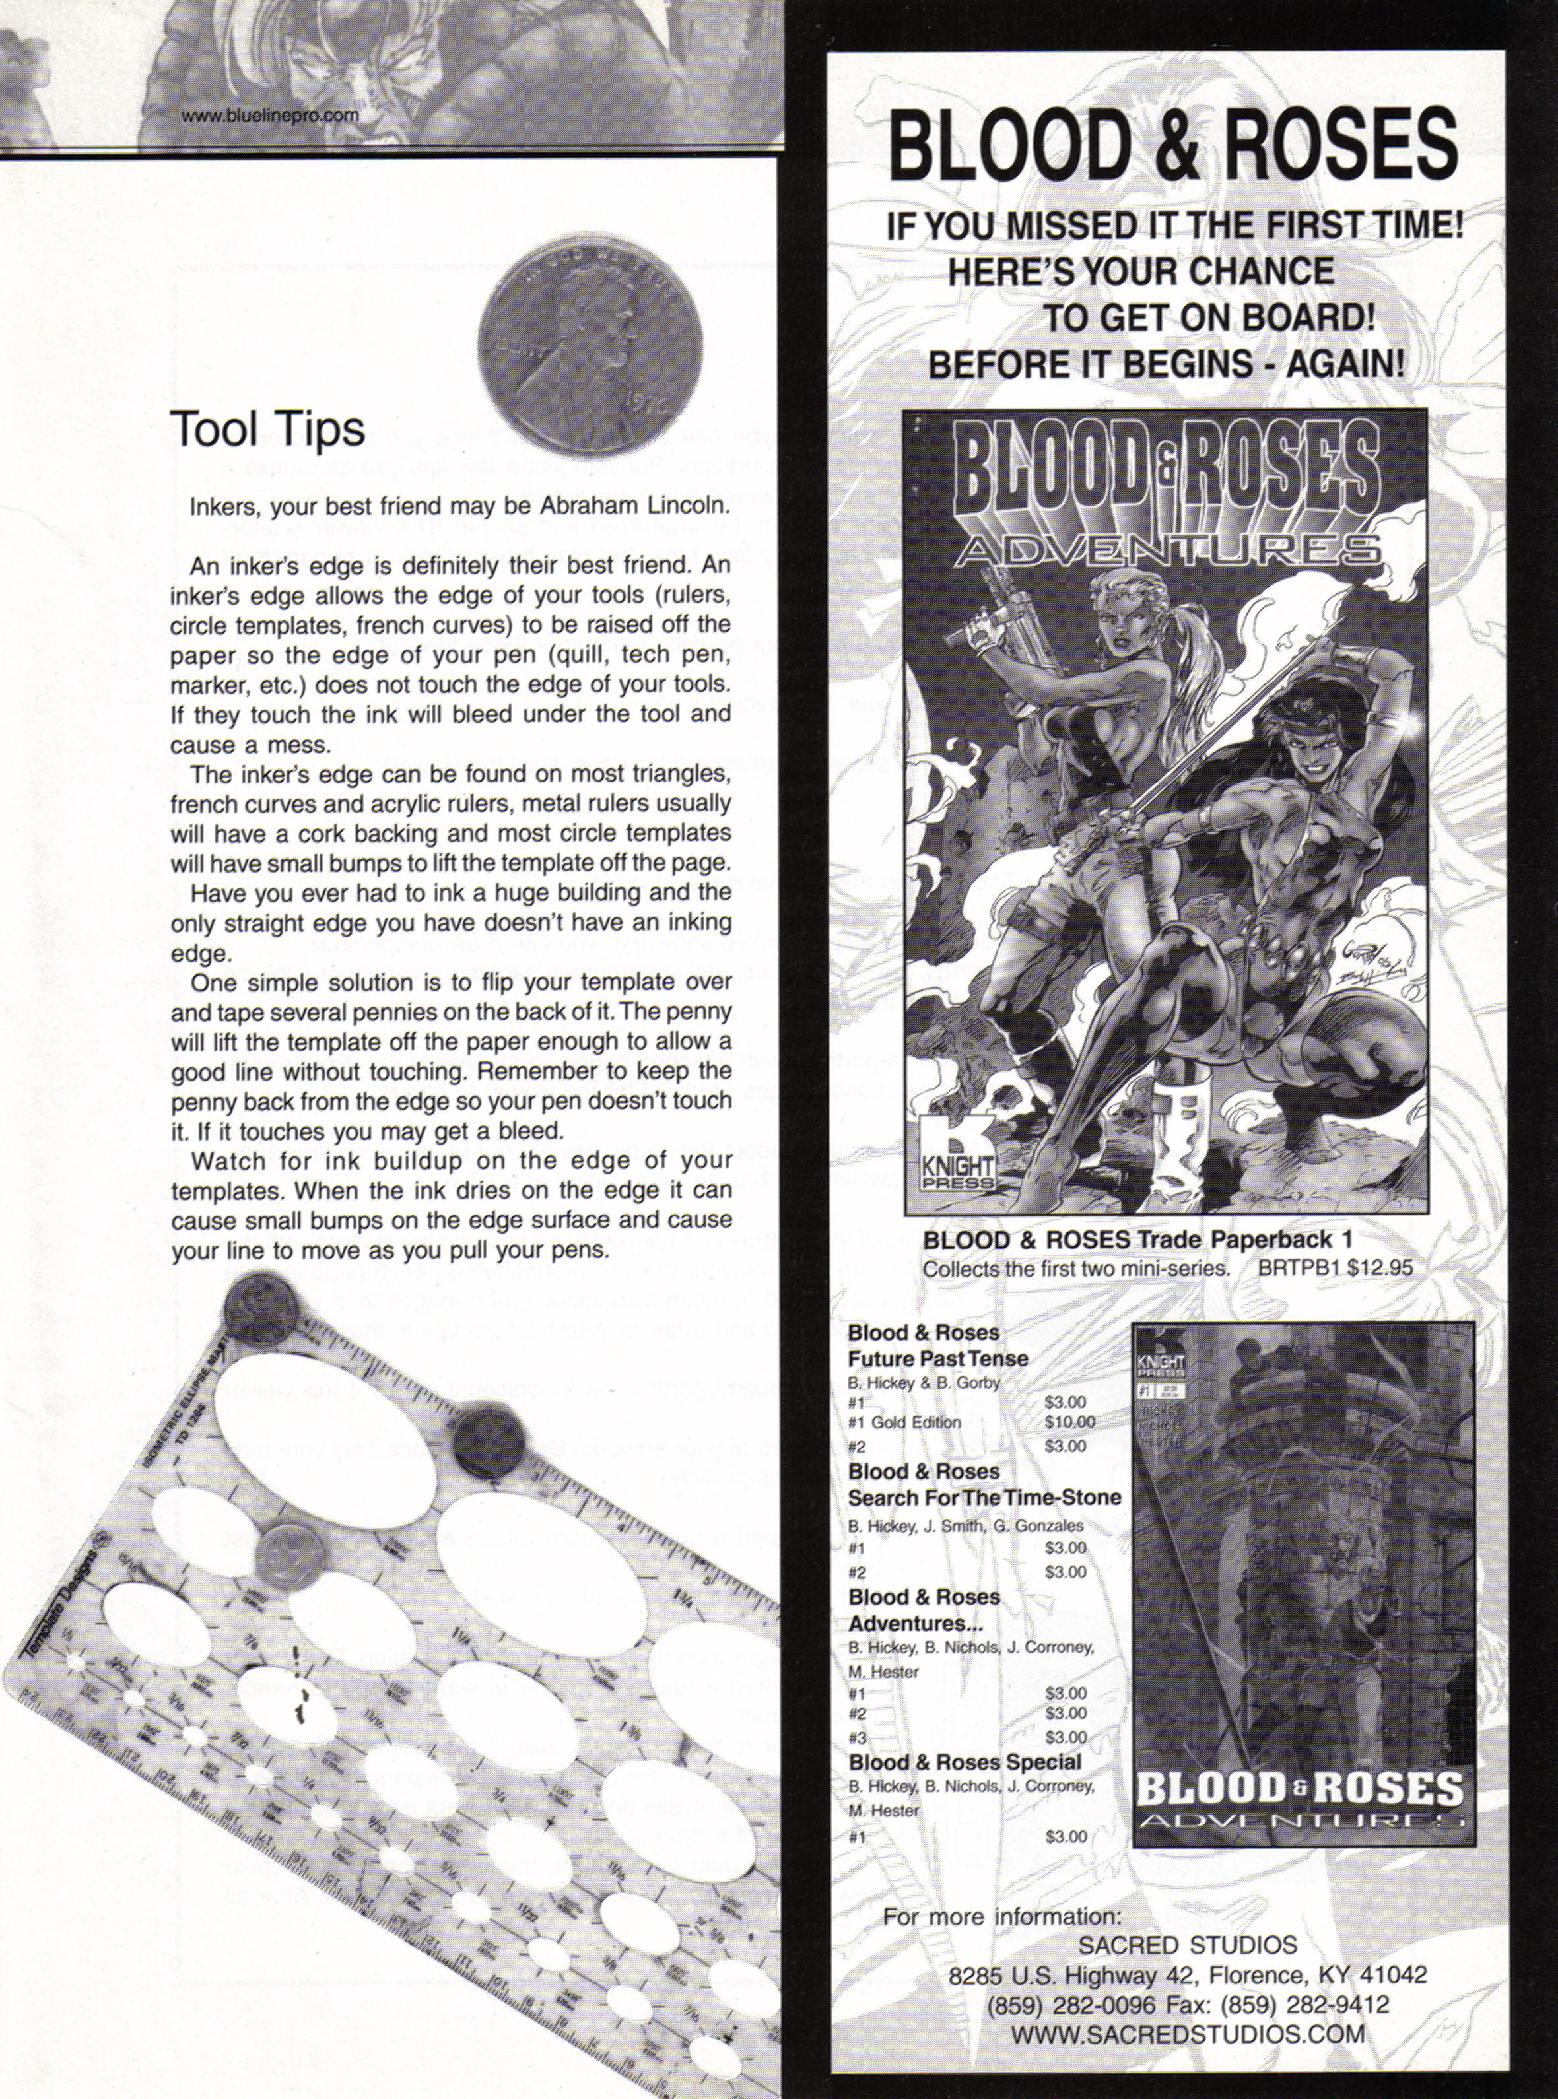 www.bluelinepro.com
IN GOD WE TRUST
Tool Tips
Inkers, your best friend may be Abraham Lincoln.
An inker's edge is definitely their best friend. An
inker's edge allows the edge of your tools (rulers,
circle templates, french curves) to be raised off the
paper so the edge of your pen (quill, tech pen,
marker, etc.) does not touch the edge of your tools.
If they touch the ink will bleed under the tool and
cause a mess.
The inker's edge can be found on most triangles,
french curves and acrylic rulers, metal rulers usually
will have a cork backing and most circle templates
will have small bumps to lift the template off the page.
Have you ever had to ink a huge building and the
only straight edge you have doesn't have an inking
edge.
One simple solution is to flip your template over
and tape several pennies on the back of it. The penny
will lift the template off the paper enough to allow a
good line without touching. Remember to keep the
penny back from the edge so your pen doesn't touch
it. If it touches you may get a bleed.
Watch for ink buildup on the edge of your
templates. When the ink dries on the edge it can
cause small bumps on the edge surface and cause
your line to move as you pull your pens.
ISOMETRIC ELLIPSE
Template Designs
BLOOD & ROSES
IF YOU MISSED IT THE FIRST TIME!
HERE'S YOUR CHANCE
TO GET ON BOARD!
BEFORE IT BEGINS - AGAIN!
BLOOD & ROSES
ADVENTURES
KNIGHT
PRESS
BLOOD & ROSES Trade Paperback 1
Collects the first two mini-series. BRTPB1 $12.95
Blood & Roses
Future Past Tense
B. Hickey & B. Gorby
#1 $3.00
#1 Gold Edition $10.00
#2 $3.00
Blood & Roses
Search For The Time-Stone
B. Hickey, J. Smith, G. Gonzales
#1 $3.00
#2 $3.00
Blood & Roses
Adventures...
B. Hickey, B. Nichols, J. Corroney,
M. Hester
#1 $3.00
#2 $3.00
#3 $3.00
Blood & Roses Special
B. Hickey, B. Nichols, J. Corroney,
M. Hester
#1 $3.00
KNIGHT
PRESS
#1
BLOOD & ROSES
ADVENTURES
For more information:
SACRED STUDIOS
8285 U.S. Highway 42, Florence, KY 41042
(859) 282-0096 Fax: (859) 282-9412
WWW.SACREDSTUDIOS.COM